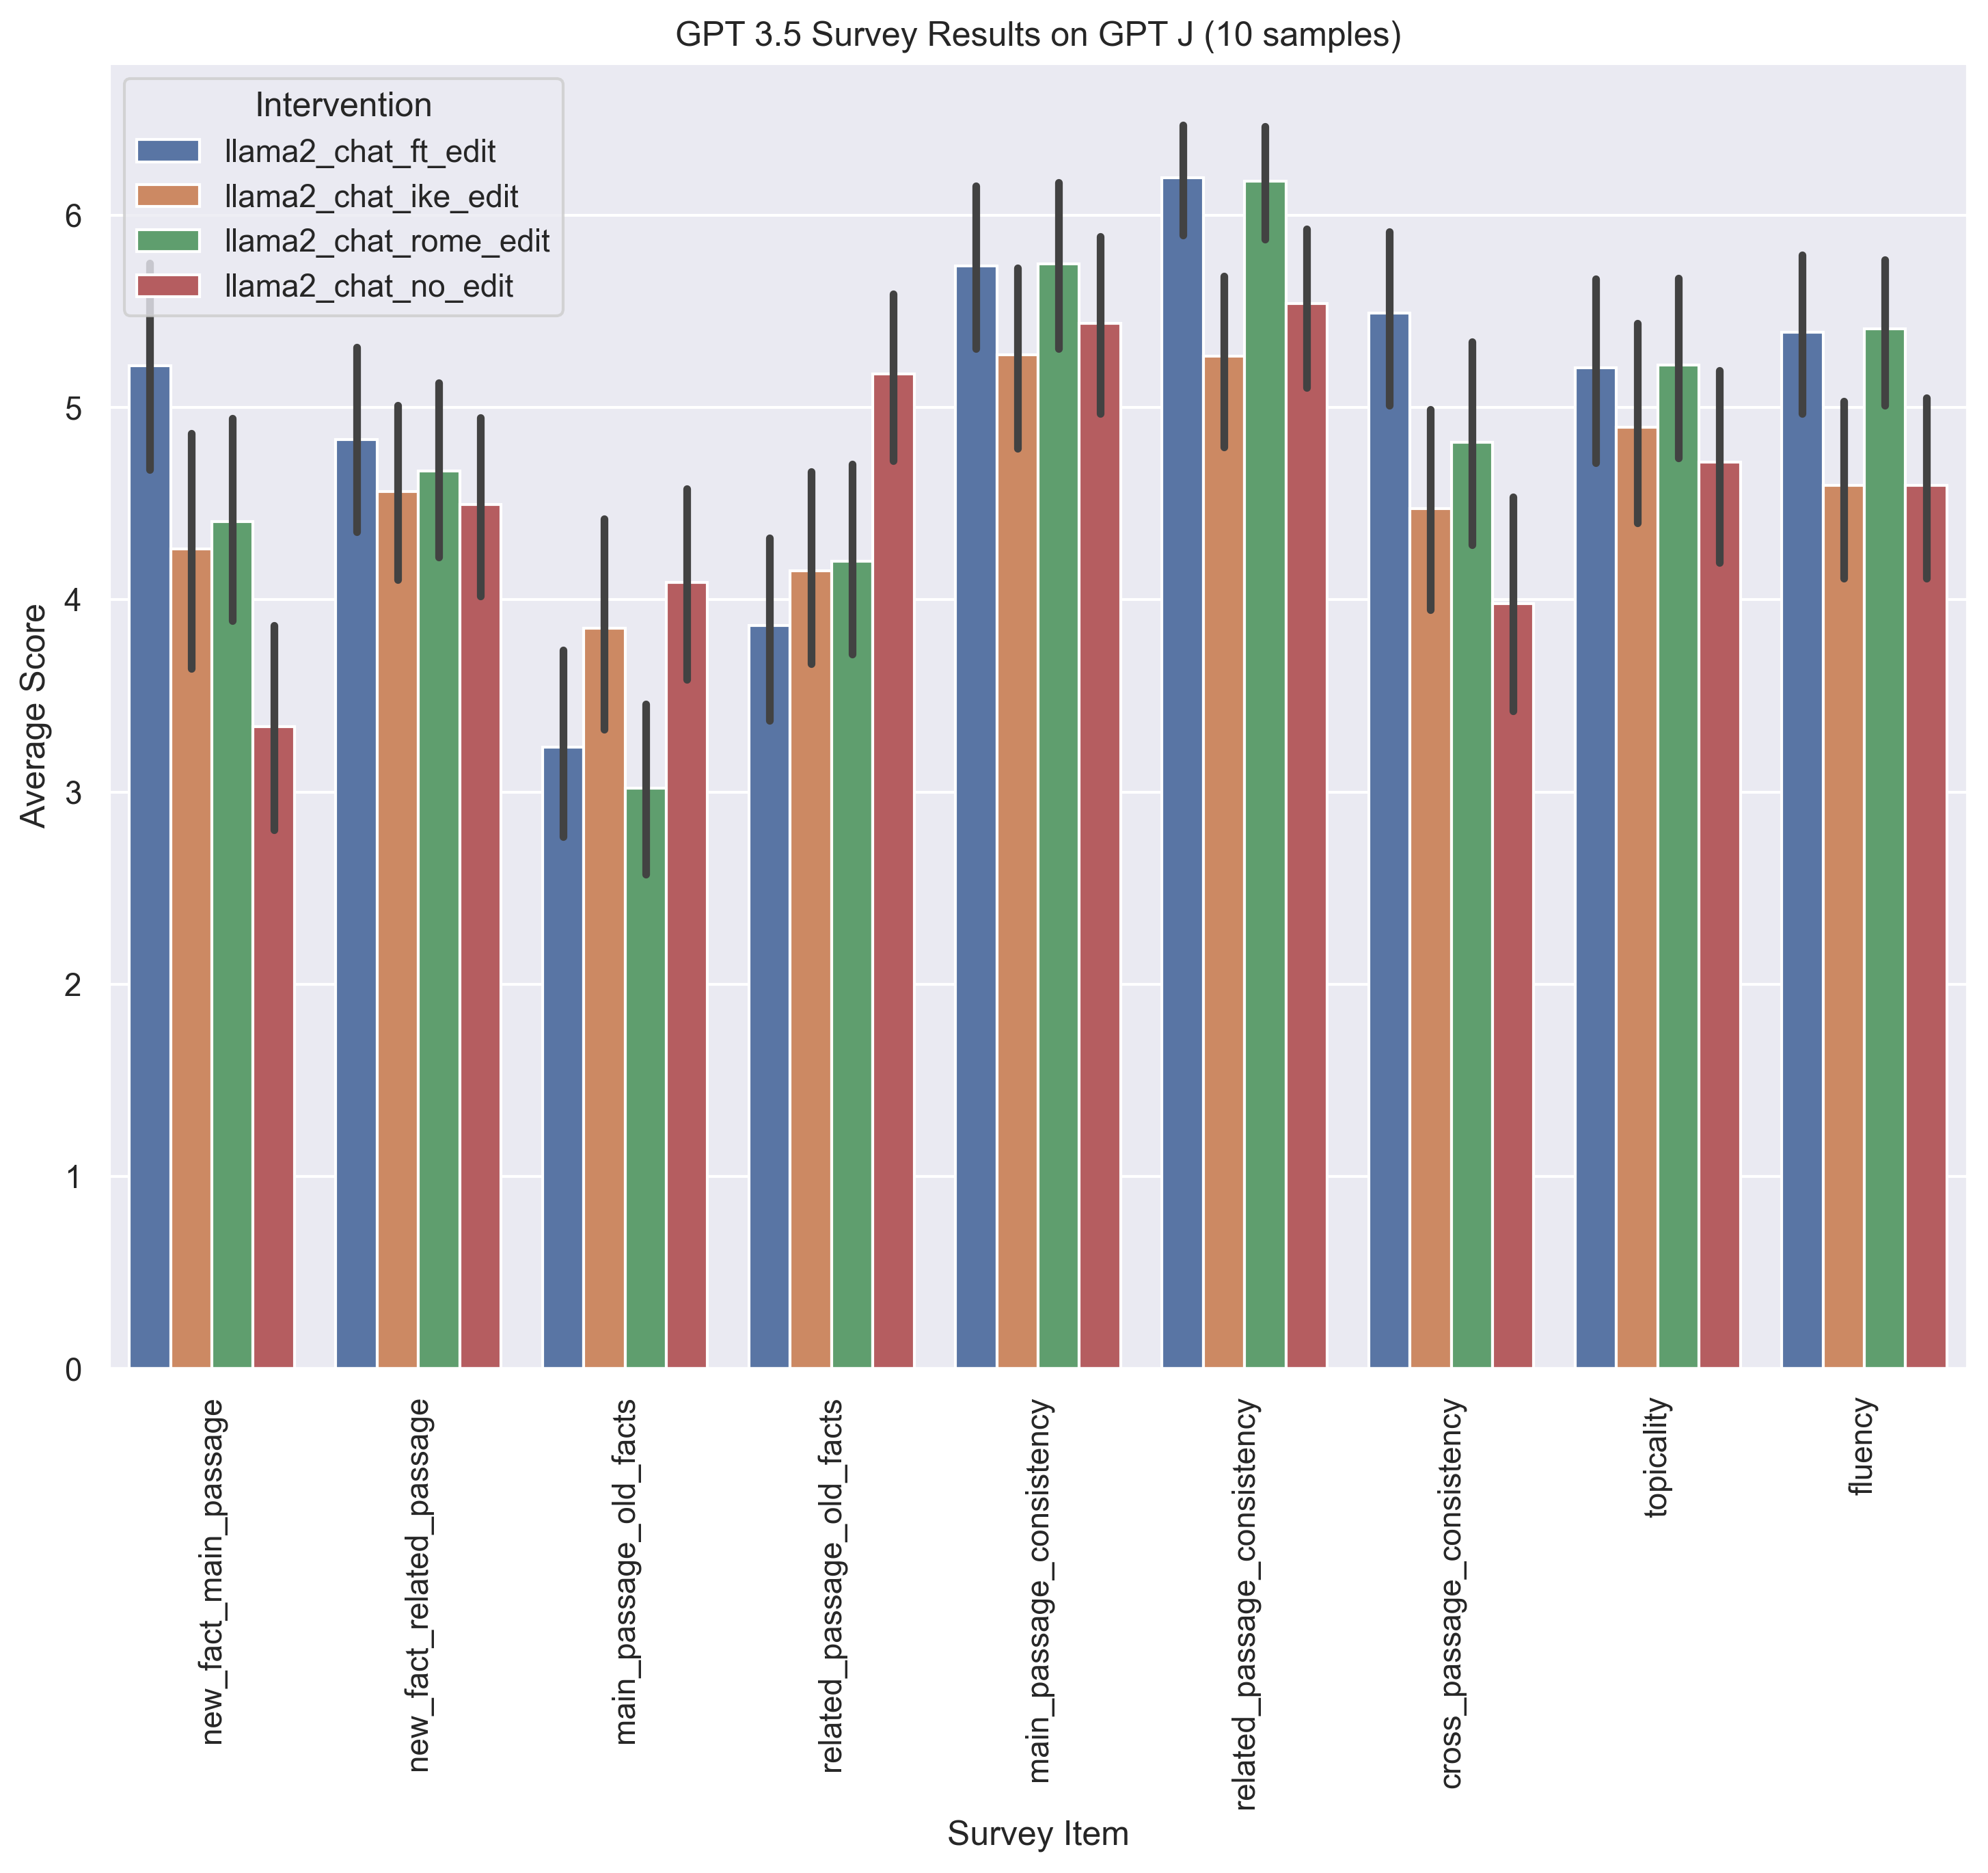 GPT 3.5 Survey Results on GPT J (10 samples)
Intervention
llama2_chat_ft_edit
llama2_chat_ike_edit
llama2_chat_rome_edit
llama2_chat_no_edit
Average Score
6
5
4
3
2
1
0
new_fact_main_passage
new_fact_related_passage
main_passage_old_facts
related_passage_old_facts
main_passage_consistency
related_passage_consistency
cross_passage_consistency
topicality
fluency
Survey Item